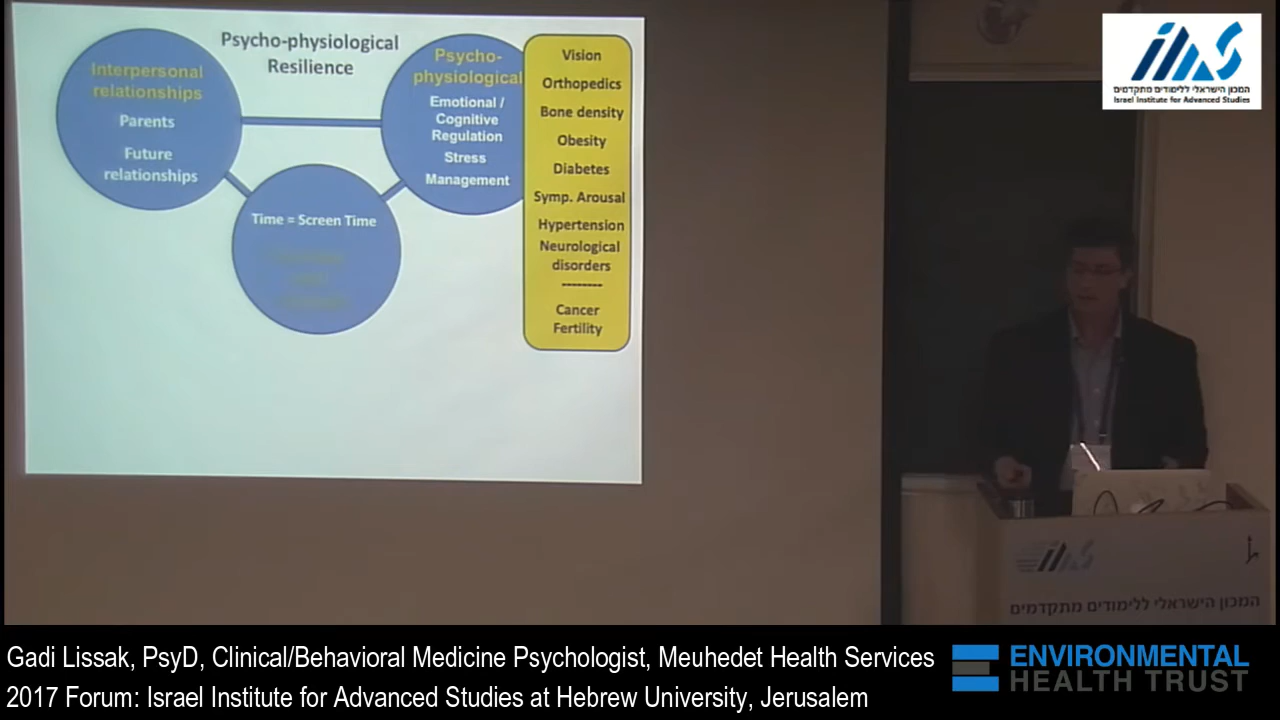 Psycho-physiological
Resilience
Interpersonal
relationships
Parents
Future
relationships
Psycho-
physiological
Emotional /
Cognitive
Regulation
Stress
Management
Time = Screen Time
Vision
Orthopedics
Bone density
Obesity
Diabetes
Symp. Arousal
Hypertension
Neurological
disorders
--------
Cancer
Fertility
המכון הישראלי ללימודים מתקדמים
Israel Institute for Advanced Studies
המכון הישראלי ללימודים מתקדמים
Gadi Lissak, PsyD, Clinical/Behavioral Medicine Psychologist, Meuhedet Health Services
2017 Forum: Israel Institute for Advanced Studies at Hebrew University, Jerusalem
ENVIRONMENTAL
HEALTH TRUST